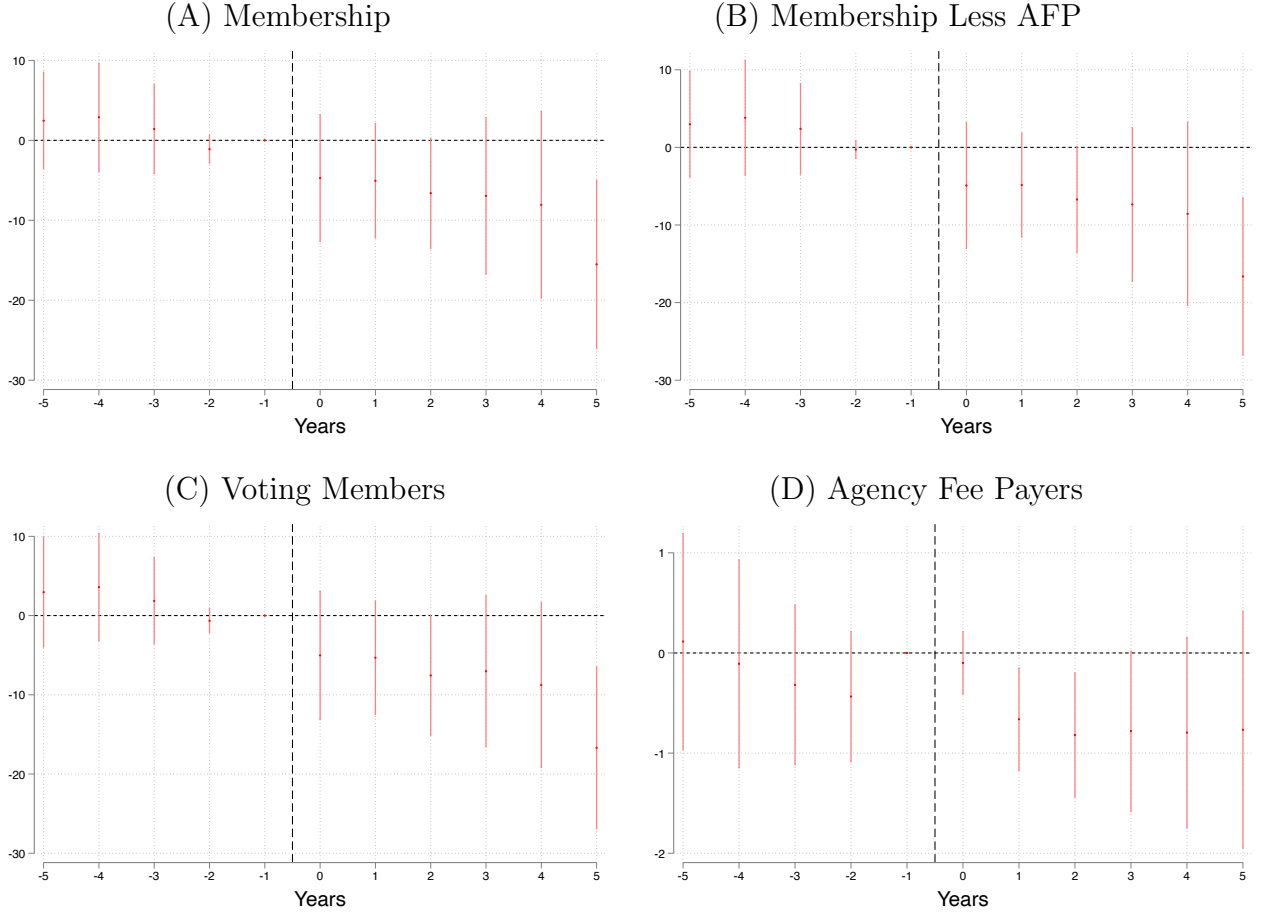 (A) Membership
10
0
-10
-20
-30
-5 -4 -3 -2 -1 0 1 2 3 4 5
Years
(B) Membership Less AFP
10
0
-10
-20
-30
-5 -4 -3 -2 -1 0 1 2 3 4 5
Years
(C) Voting Members
10
0
-10
-20
-30
-5 -4 -3 -2 -1 0 1 2 3 4 5
Years
(D) Agency Fee Payers
1
0
-1
-2
-5 -4 -3 -2 -1 0 1 2 3 4 5
Years